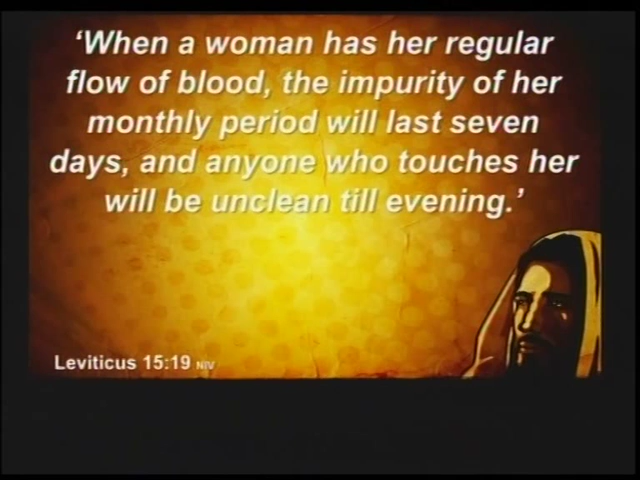 ‘When a woman has her regular
flow of blood, the impurity of her
monthly period will last seven
days, and anyone who touches her
will be unclean till evening.’
Leviticus 15:19 NIV